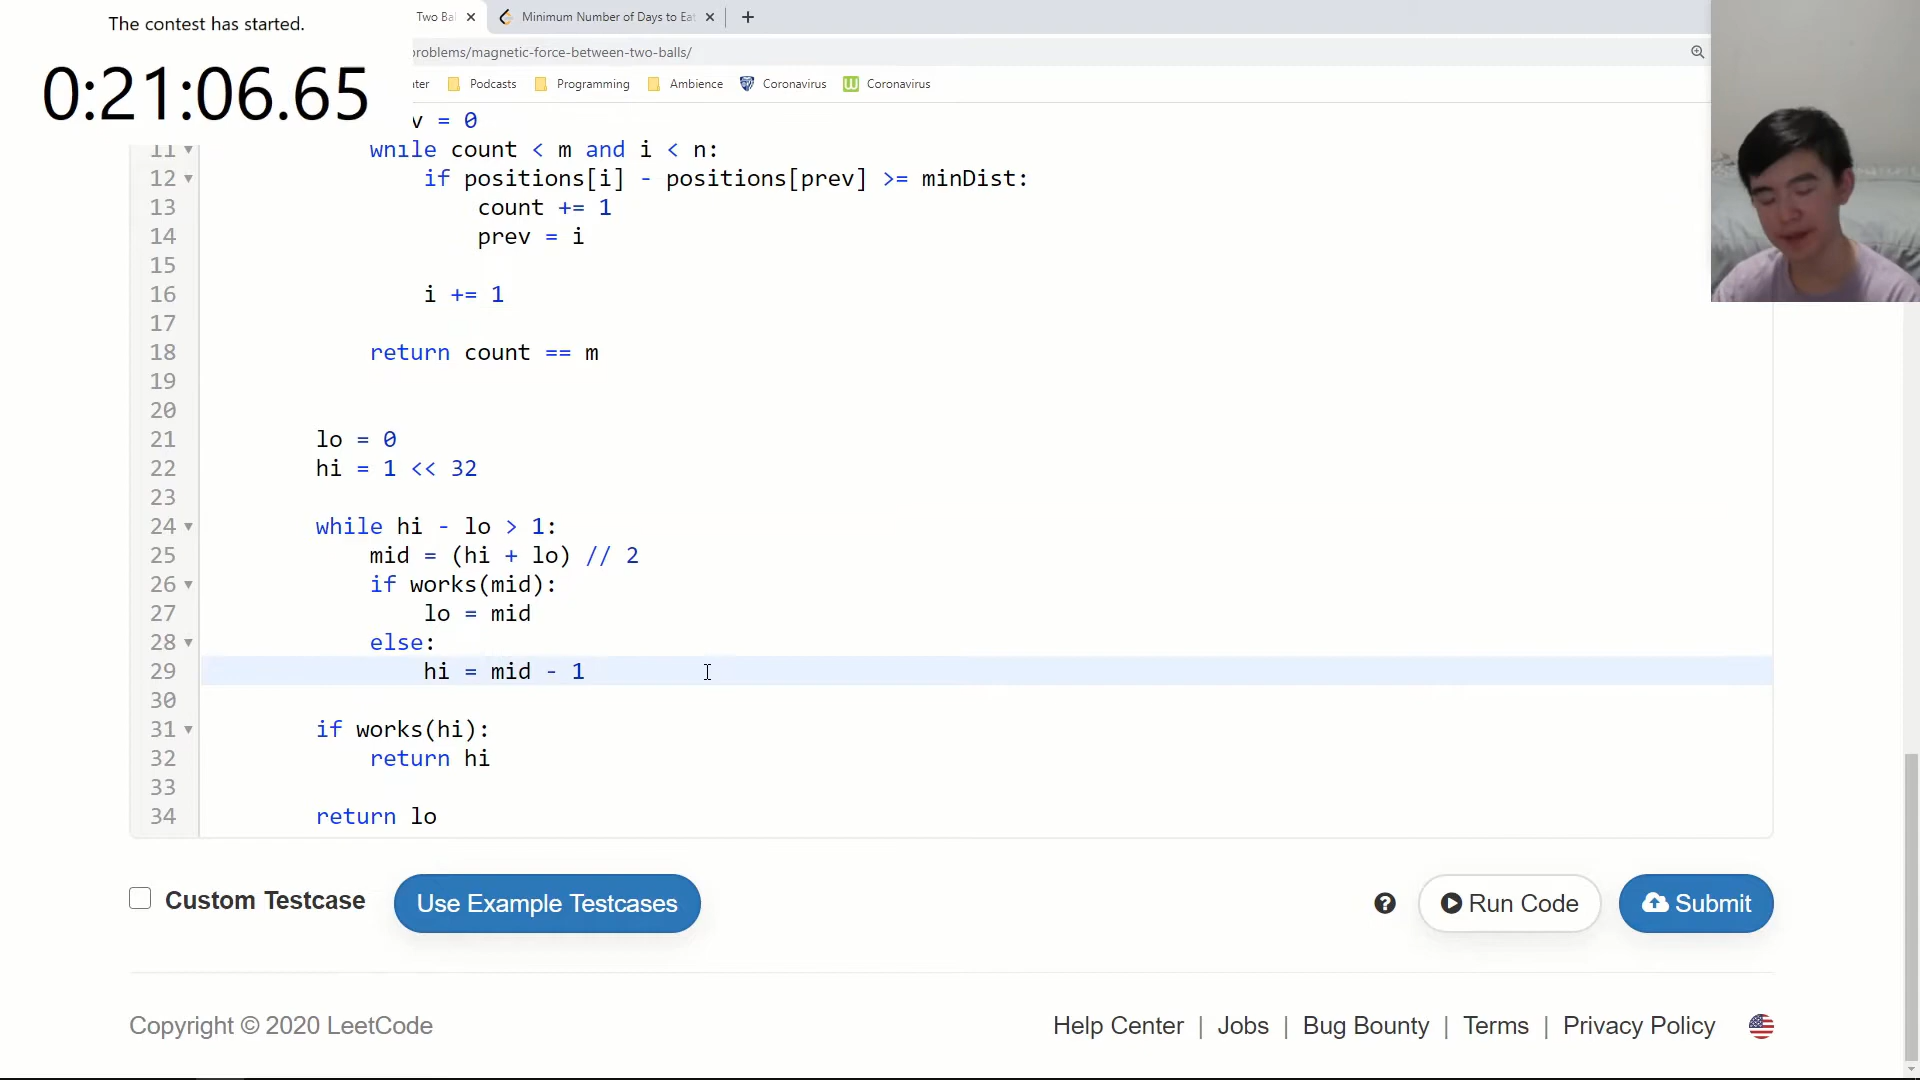 The contest has started.
0:21:06.65
Two Bal
Minimum Number of Days to Eat
problems/magnetic-force-between-two-balls/
Podcasts
Programming
Ambience
Coronavirus
Coronavirus
v = 0
11 while count < m and i < n:
12 if positions[i] - positions[prev] >= minDist:
13 count += 1
14 prev = i
15
16 i += 1
17
18 return count == m
19
20
21 lo = 0
22 hi = 1 << 32
23
24 while hi - lo > 1:
25 mid = (hi + lo) // 2
26 if works(mid):
27 lo = mid
28 else:
29 hi = mid - 1
30
31 if works(hi):
32 return hi
33
34 return lo
Custom Testcase
Use Example Testcases
Run Code
Submit
Copyright © 2020 LeetCode
Help Center | Jobs | Bug Bounty | Terms | Privacy Policy